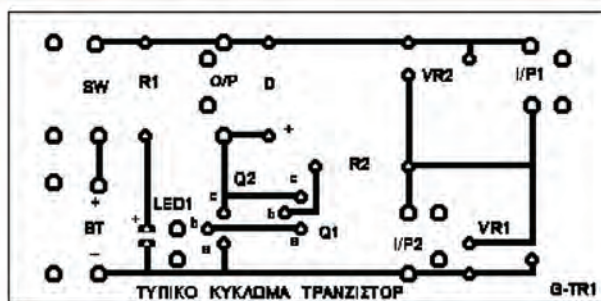 SW R1 O/P D VR2 I/P1
+
R2
Q2 c c
+ LED1 b b
BT + Q1 VR1
e e I/P2
–
G-TR1
ΤΥΠΙΚΟ ΚΥΚΛΩΜΑ ΤΡΑΝΖΙΣΤΟΡ